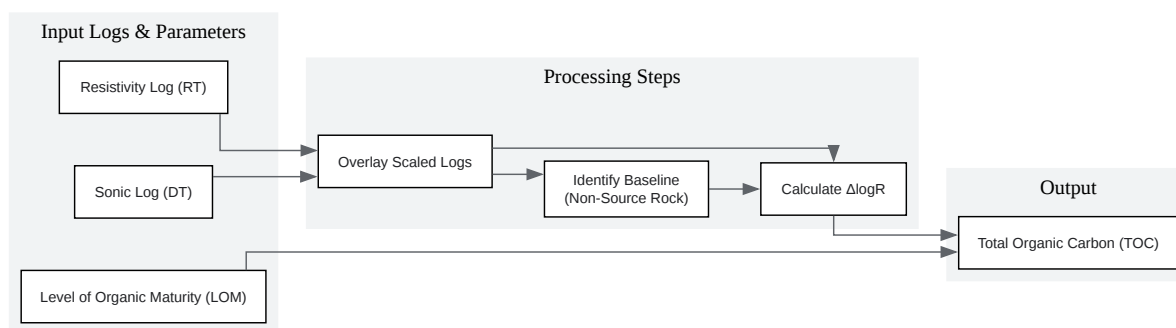 Input Logs & Parameters
Resistivity Log (RT)
Sonic Log (DT)
Level of Organic Maturity (LOM)
Processing Steps
Overlay Scaled Logs
Identify Baseline
(Non-Source Rock)
Calculate ΔlogR
Output
Total Organic Carbon (TOC)